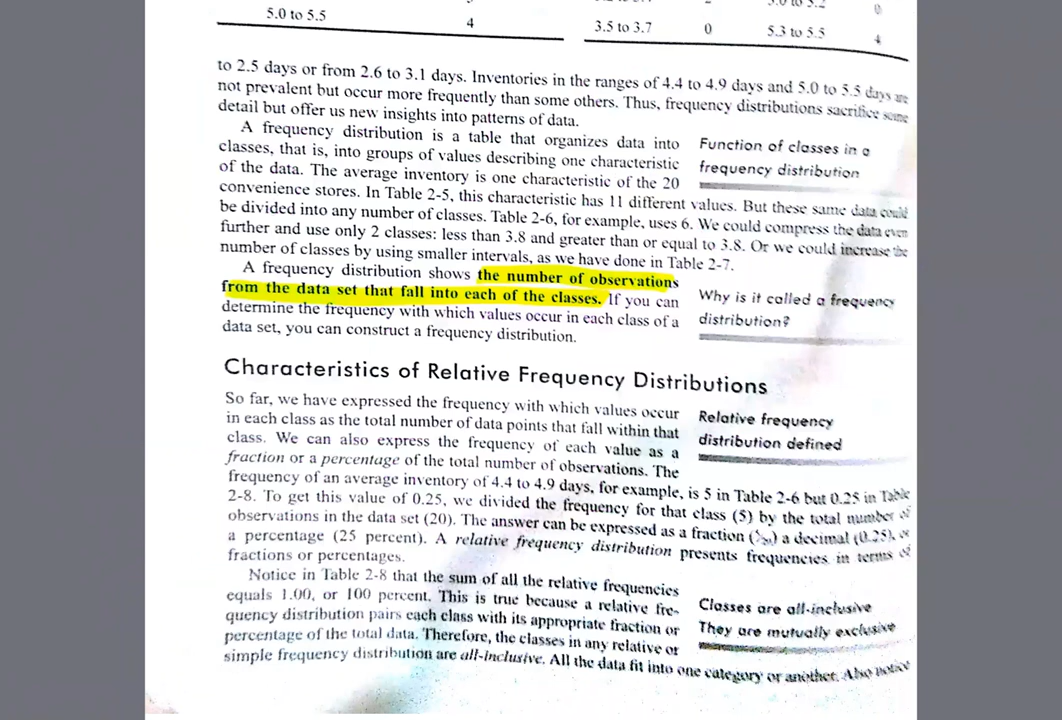 5.0 to 5.5 4
3.5 to 3.7 0 5.3 to 5.5 4
to 2.5 days or from 2.6 to 3.1 days. Inventories in the ranges of 4.4 to 4.9 days and 5.0 to 5.5 days are
not prevalent but occur more frequently than some others. Thus, frequency distributions sacrifice some
detail but offer us new insights into patterns of data.
A frequency distribution is a table that organizes data into
classes, that is, into groups of values describing one characteristic
of the data. The average inventory is one characteristic of the 20
Function of classes in a
frequency distribution
convenience stores. In Table 2-5, this characteristic has 11 different values. But these same data could
be divided into any number of classes. Table 2-6, for example, uses 6. We could compress the data even
further and use only 2 classes: less than 3.8 and greater than or equal to 3.8. Or we could increase the
number of classes by using smaller intervals, as we have done in Table 2-7.
A frequency distribution shows the number of observations
from the data set that fall into each of the classes. If you can
determine the frequency with which values occur in each class of a
data set, you can construct a frequency distribution.
Why is it called a frequency
distribution?
Characteristics of Relative Frequency Distributions
So far, we have expressed the frequency with which values occur
in each class as the total number of data points that fall within that
class. We can also express the frequency of each value as a
fraction or a percentage of the total number of observations. The
Relative frequency
distribution defined
frequency of an average inventory of 4.4 to 4.9 days, for example, is 5 in Table 2-6 but 0.25 in Table
2-8. To get this value of 0.25, we divided the frequency for that class (5) by the total number of
observations in the data set (20). The answer can be expressed as a fraction a decimal (0.25), or
a percentage (25 percent). A relative frequency distribution presents frequencies in terms of
fractions or percentages.
Notice in Table 2-8 that the sum of all the relative frequencies
equals 1.00, or 100 percent. This is true because a relative fre-
quency distribution pairs each class with its appropriate fraction or
percentage of the total data. Therefore, the classes in any relative or
Classes are all-inclusive
They are mutually exclusive
simple frequency distribution are all-inclusive. All the data fit into one category or another. Also notice